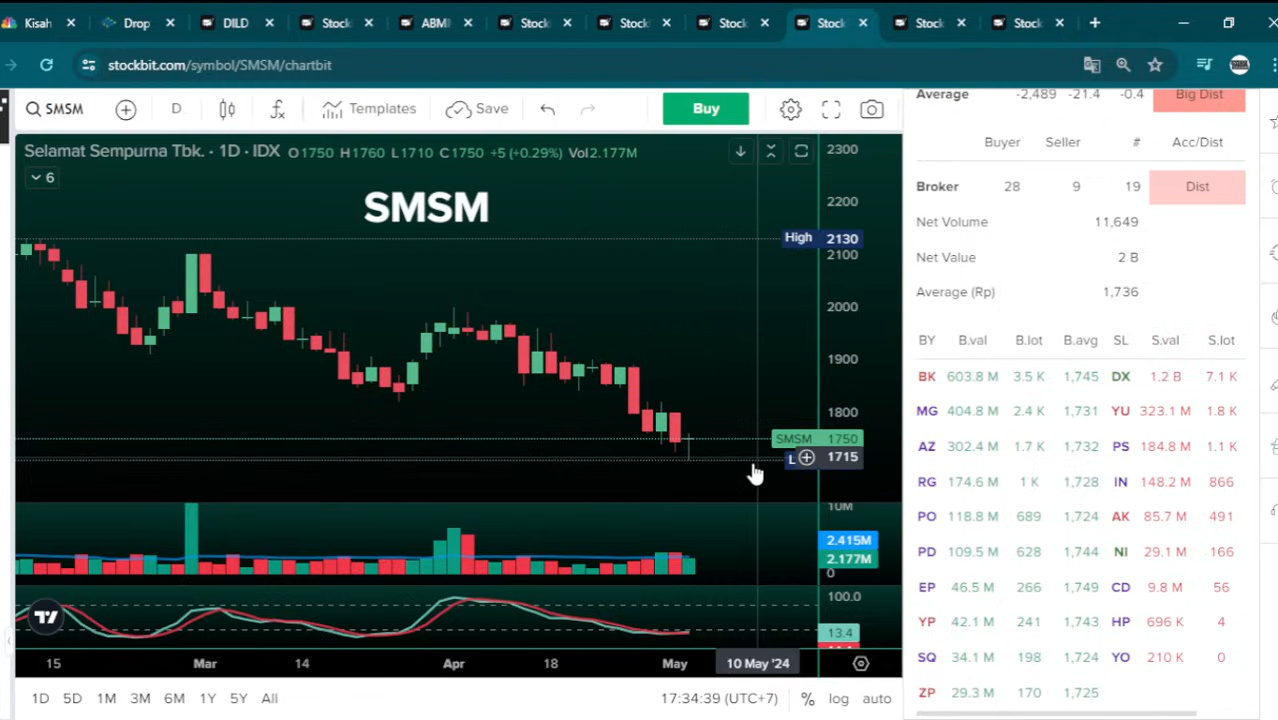 Kisah Drop DILD Stock ABMI Stock Stock Stock Stock Stock Stock
stockbit.com/symbol/SMSM/chartbit
SMSM D Templates Save Buy
Selamat Sempurna Tbk. · 1D · IDX O1750 H1760 L1710 C1750 +5 (+0.29%) Vol2.177M
6
SMSM
2300
2200
High 2130
2100
2000
1900
1800
SMSM 1750
L 1715
10M
2.415M
2.177M
0
100.0
13.4
15 Mar 14 Apr 18 May 10 May '24
1D 5D 1M 3M 6M 1Y 5Y All 17:34:39 (UTC+7) % log auto
Average -2,489 -21.4 -0.4 Big Dist
Buyer Seller # Acc/Dist
Broker 28 9 19 Dist
Net Volume 11,649
Net Value 2 B
Average (Rp) 1,736
BY B.val B.lot B.avg SL S.val S.lot
BK 603.8 M 3.5 K 1,745 DX 1.2 B 7.1 K
MG 404.8 M 2.4 K 1,731 YU 323.1 M 1.8 K
AZ 302.4 M 1.7 K 1,732 PS 184.8 M 1.1 K
RG 174.6 M 1 K 1,728 IN 148.2 M 866
PO 118.8 M 689 1,724 AK 85.7 M 491
PD 109.5 M 628 1,744 NI 29.1 M 166
EP 46.5 M 266 1,749 CD 9.8 M 56
YP 42.1 M 241 1,743 HP 696 K 4
SQ 34.1 M 198 1,724 YO 210 K 0
ZP 29.3 M 170 1,725